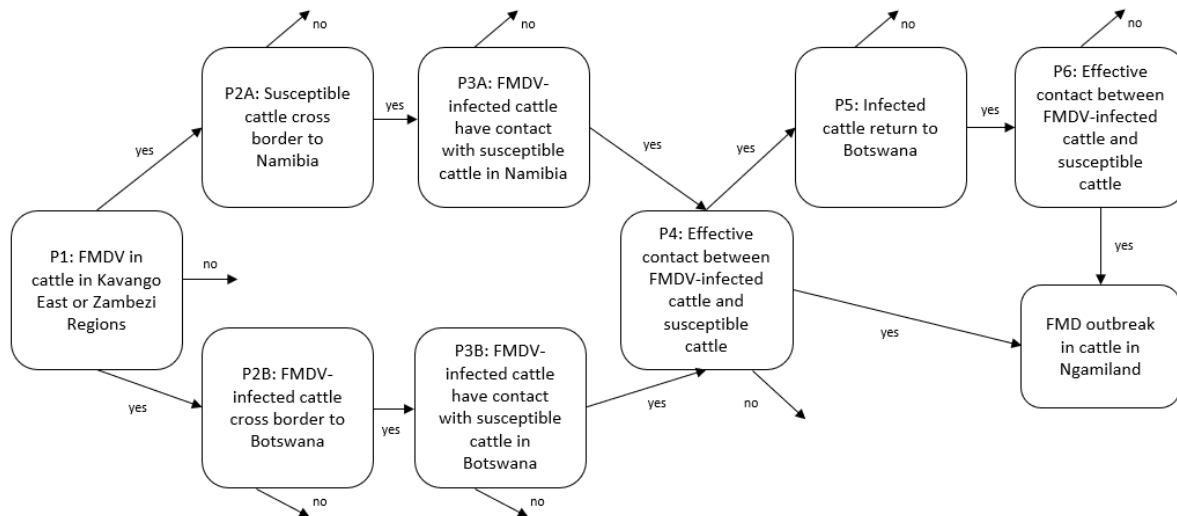 no
no
no
no
P2A: Susceptible
cattle cross
border to
Namibia
yes
P3A: FMDV-
infected cattle
have contact
with susceptible
cattle in Namibia
P5: Infected
cattle return to
Botswana
yes
P6: Effective
contact between
FMDV-infected
cattle and
susceptible
cattle
yes
yes
yes
P1: FMDV in
cattle in Kavango
East or Zambezi
Regions
no
P4: Effective
contact between
FMDV-infected
cattle and
susceptible
cattle
yes
yes
FMD outbreak
in cattle in
Ngamiland
yes
P2B: FMDV-
infected cattle
cross border to
Botswana
yes
P3B: FMDV-
infected cattle
have contact
with susceptible
cattle in
Botswana
yes
no
no
no